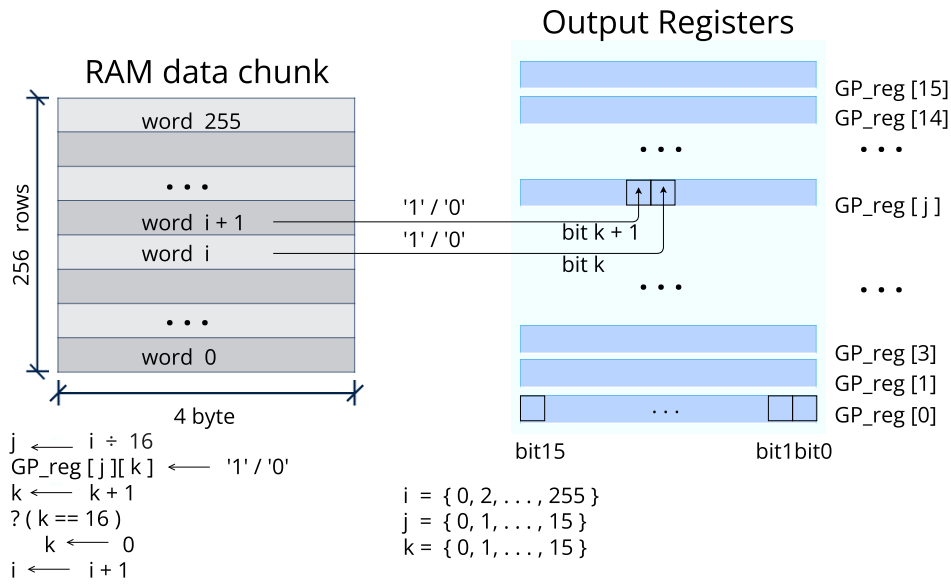 Output Registers
RAM data chunk
GP_reg [15]
GP_reg [14]
word 255
• • •
• • •
• • •
256 rows
word i + 1
word i
'1' / '0'
'1' / '0'
bit k + 1
bit k
GP_reg [ j ]
• • •
• • •
• • •
word 0
GP_reg [3]
GP_reg [1]
GP_reg [0]
. . .
4 byte
bit15
bit1bit0
j ← i ÷ 16
GP_reg [ j ][ k ] ← '1' / '0'
k ← k + 1
? ( k == 16 )
k ← 0
i ← i + 1
i = { 0, 2, . . . , 255 }
j = { 0, 1, . . . , 15 }
k = { 0, 1, . . . , 15 }